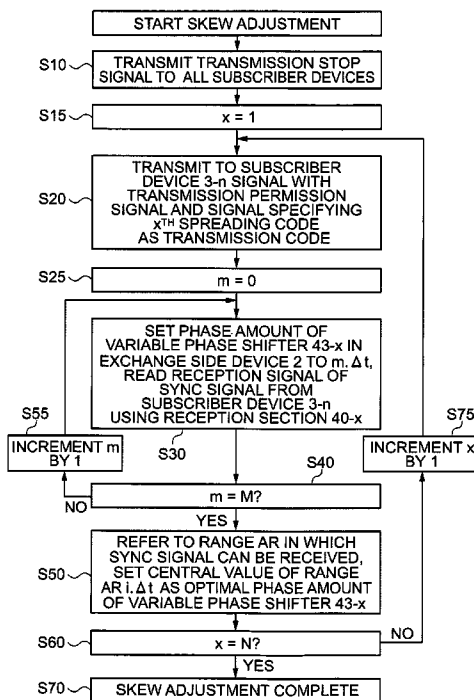 START SKEW ADJUSTMENT
S10
TRANSMIT TRANSMISSION STOP
SIGNAL TO ALL SUBSCRIBER DEVICES
S15
x = 1
S20
TRANSMIT TO SUBSCRIBER
DEVICE 3-n SIGNAL WITH
TRANSMISSION PERMISSION
SIGNAL AND SIGNAL SPECIFYING
xTH SPREADING CODE
AS TRANSMISSION CODE
S25
m = 0
SET PHASE AMOUNT OF
VARIABLE PHASE SHIFTER 43-x IN
EXCHANGE SIDE DEVICE 2 TO m. Δt,
READ RECEPTION SIGNAL OF
SYNC SIGNAL FROM
SUBSCRIBER DEVICE 3-n
USING RECEPTION SECTION 40-x
S30
S55
INCREMENT m
BY 1
S75
INCREMENT x
BY 1
S40
m = M?
NO
YES
S50
REFER TO RANGE AR IN WHICH
SYNC SIGNAL CAN BE RECEIVED,
SET CENTRAL VALUE OF RANGE
AR i. Δt AS OPTIMAL PHASE AMOUNT
OF VARIABLE PHASE SHIFTER 43-x
S60
x = N?
NO
YES
S70
SKEW ADJUSTMENT COMPLETE